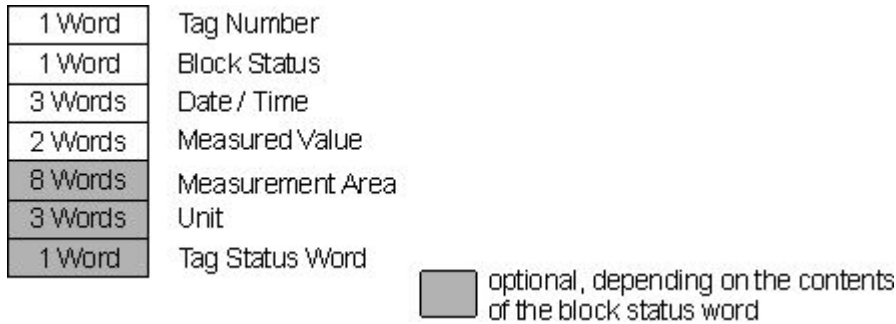 1 Word Tag Number
1 Word Block Status
3 Words Date / Time
2 Words Measured Value
8 Words Measurement Area
3 Words Unit
1 Word Tag Status Word
optional, depending on the contents
of the block status word